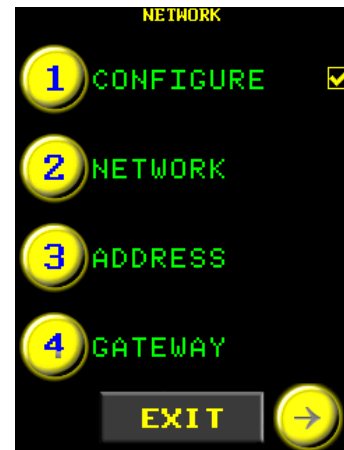 NETWORK
1 CONFIGURE
2 NETWORK
3 ADDRESS
4 GATEWAY
EXIT